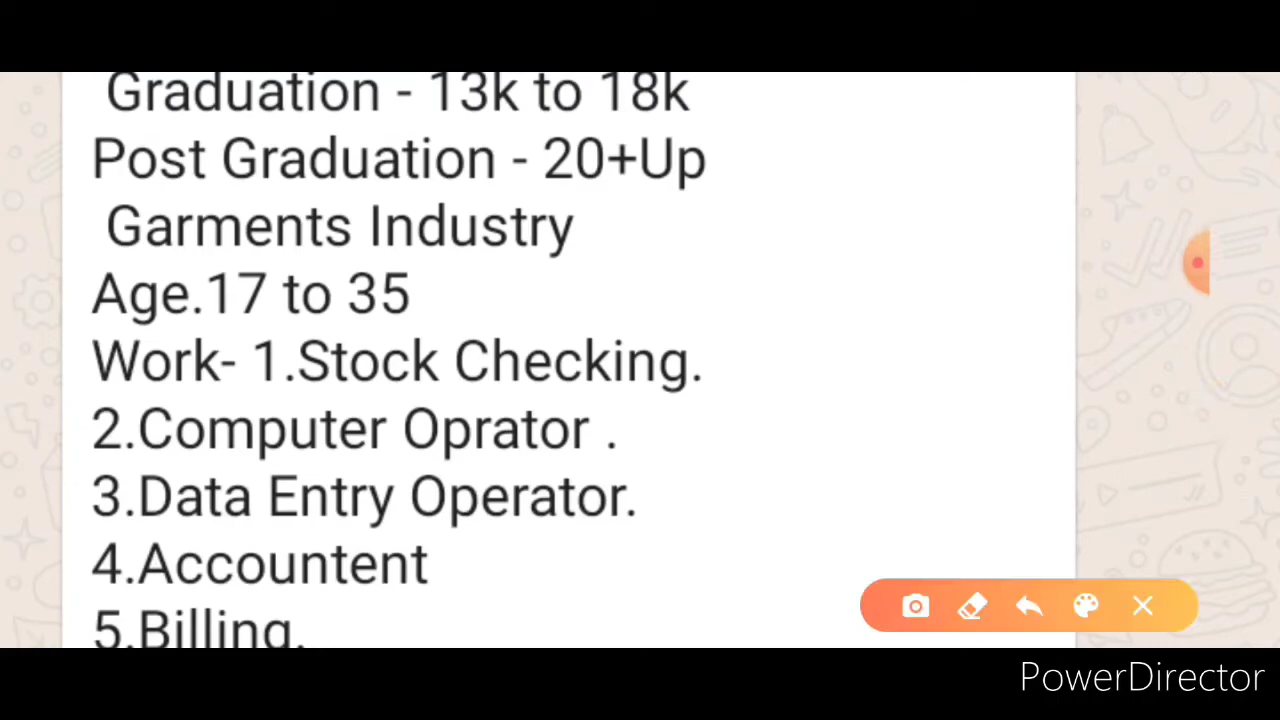 Graduation - 13k to 18k
Post Graduation - 20+Up
Garments Industry
Age.17 to 35
Work- 1.Stock Checking.
2.Computer Oprator .
3.Data Entry Operator.
4.Accountent
5.Billing.
PowerDirector